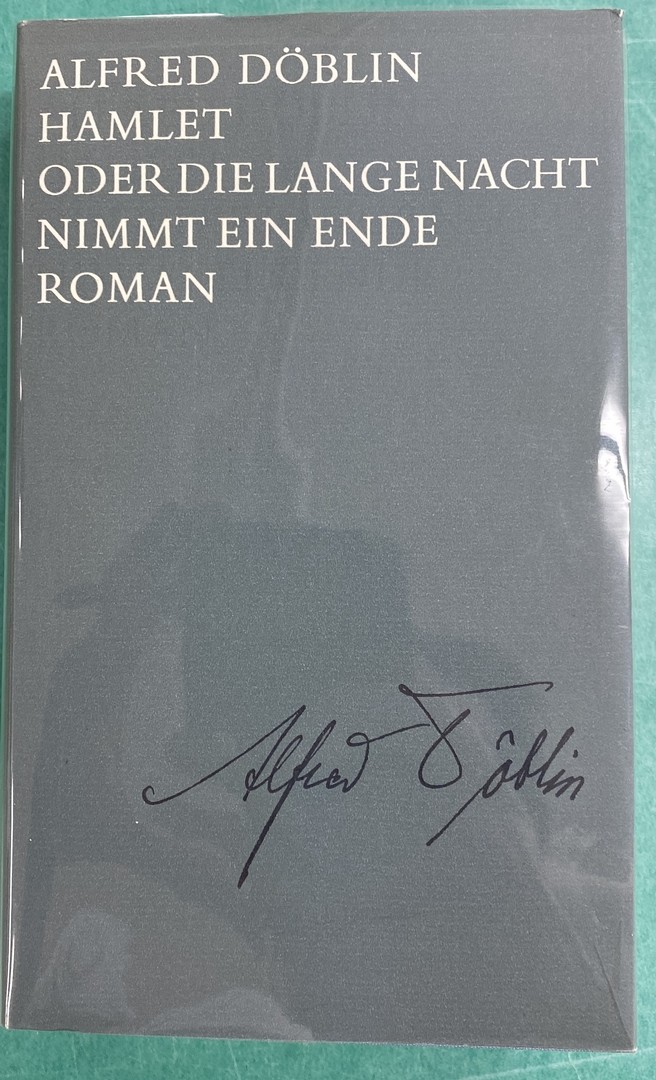 ALFRED DÖBLIN
HAMLET
ODER DIE LANGE NACHT
NIMMT EIN ENDE
ROMAN
Alfred Döblin